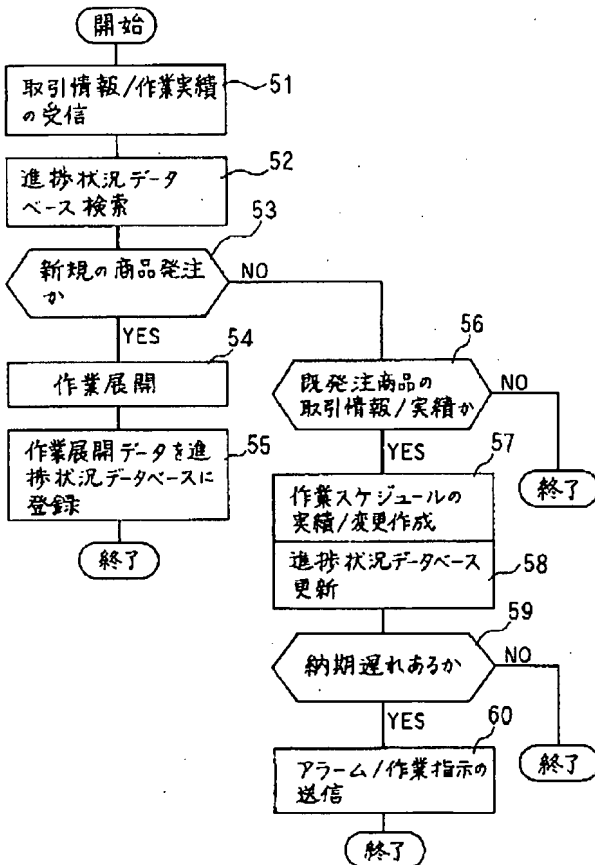 開始
取引情報/作業実績
の受信
51
進捗状況データ
ベース検索
52
新規の商品発注
か
53
NO
YES
作業展開
54
作業展開データを進
捗状況データベースに
登録
55
終了
既発注商品の
取引情報/実績か
56
NO
終了
YES
作業スケジュールの
実績/変更作成
57
進捗状況データベース
更新
58
納期遅れあるか
59
NO
終了
YES
アラーム/作業指示の
送信
60
終了